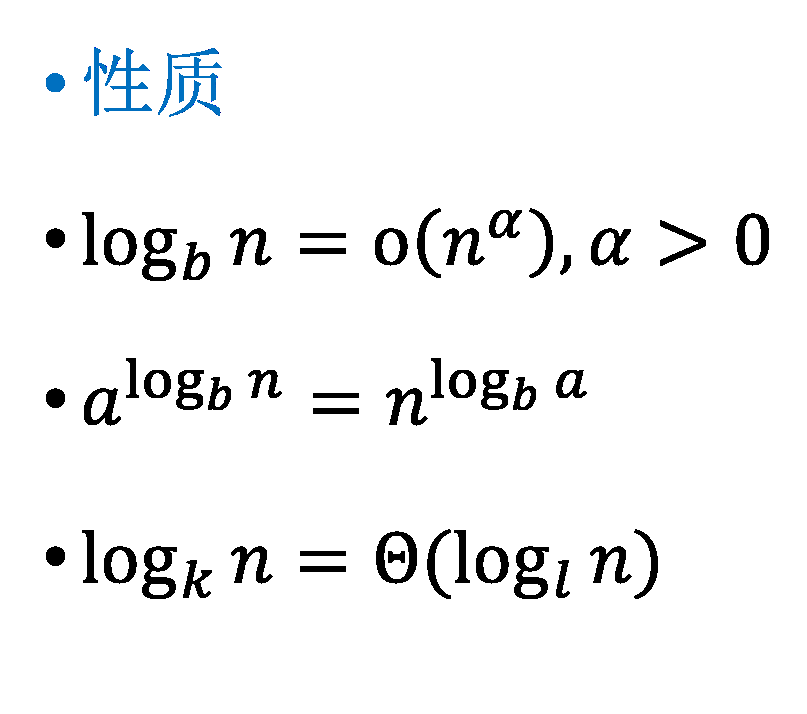 • 性质
• log_b n = o(n^α), α > 0
• a^{log_b n} = n^{log_b a}
• log_k n = Θ(log_l n)